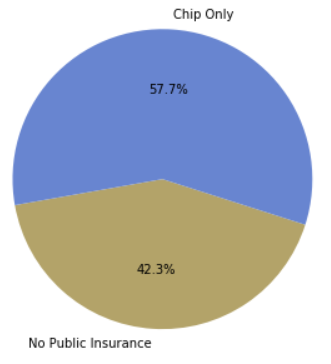 Chip Only
57.7%
42.3%
No Public Insurance